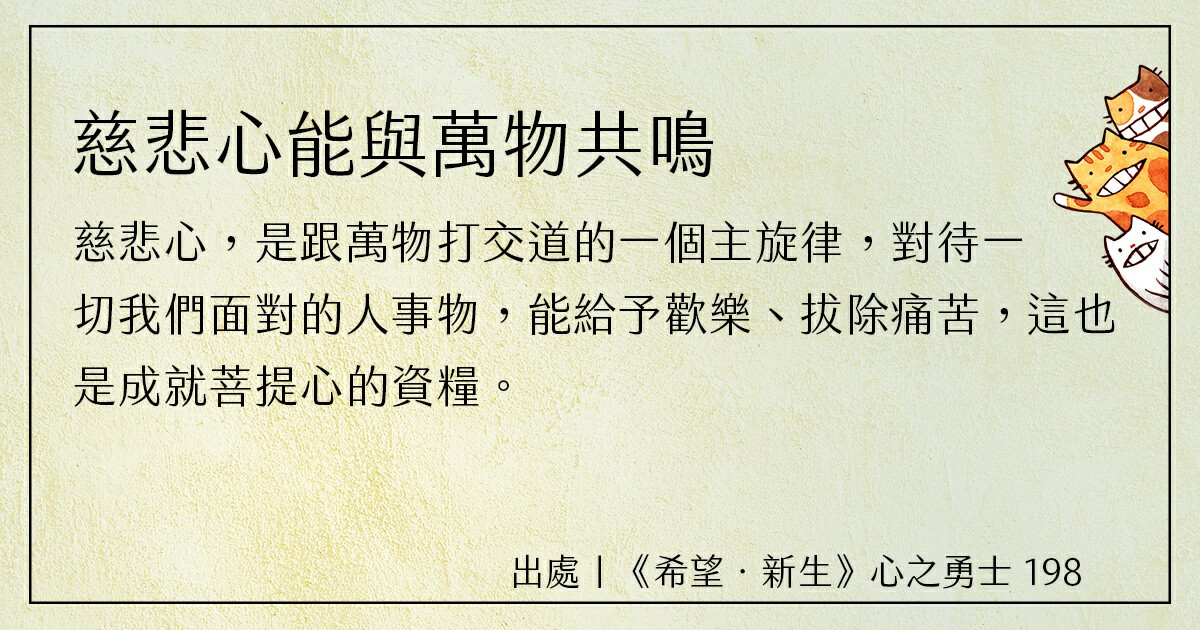 慈悲心能與萬物共鳴
慈悲心，是跟萬物打交道的一個主旋律，對待一
切我們面對的人事物，能給予歡樂、拔除痛苦，這也
是成就菩提心的資糧。
出處｜《希望．新生》心之勇士 198